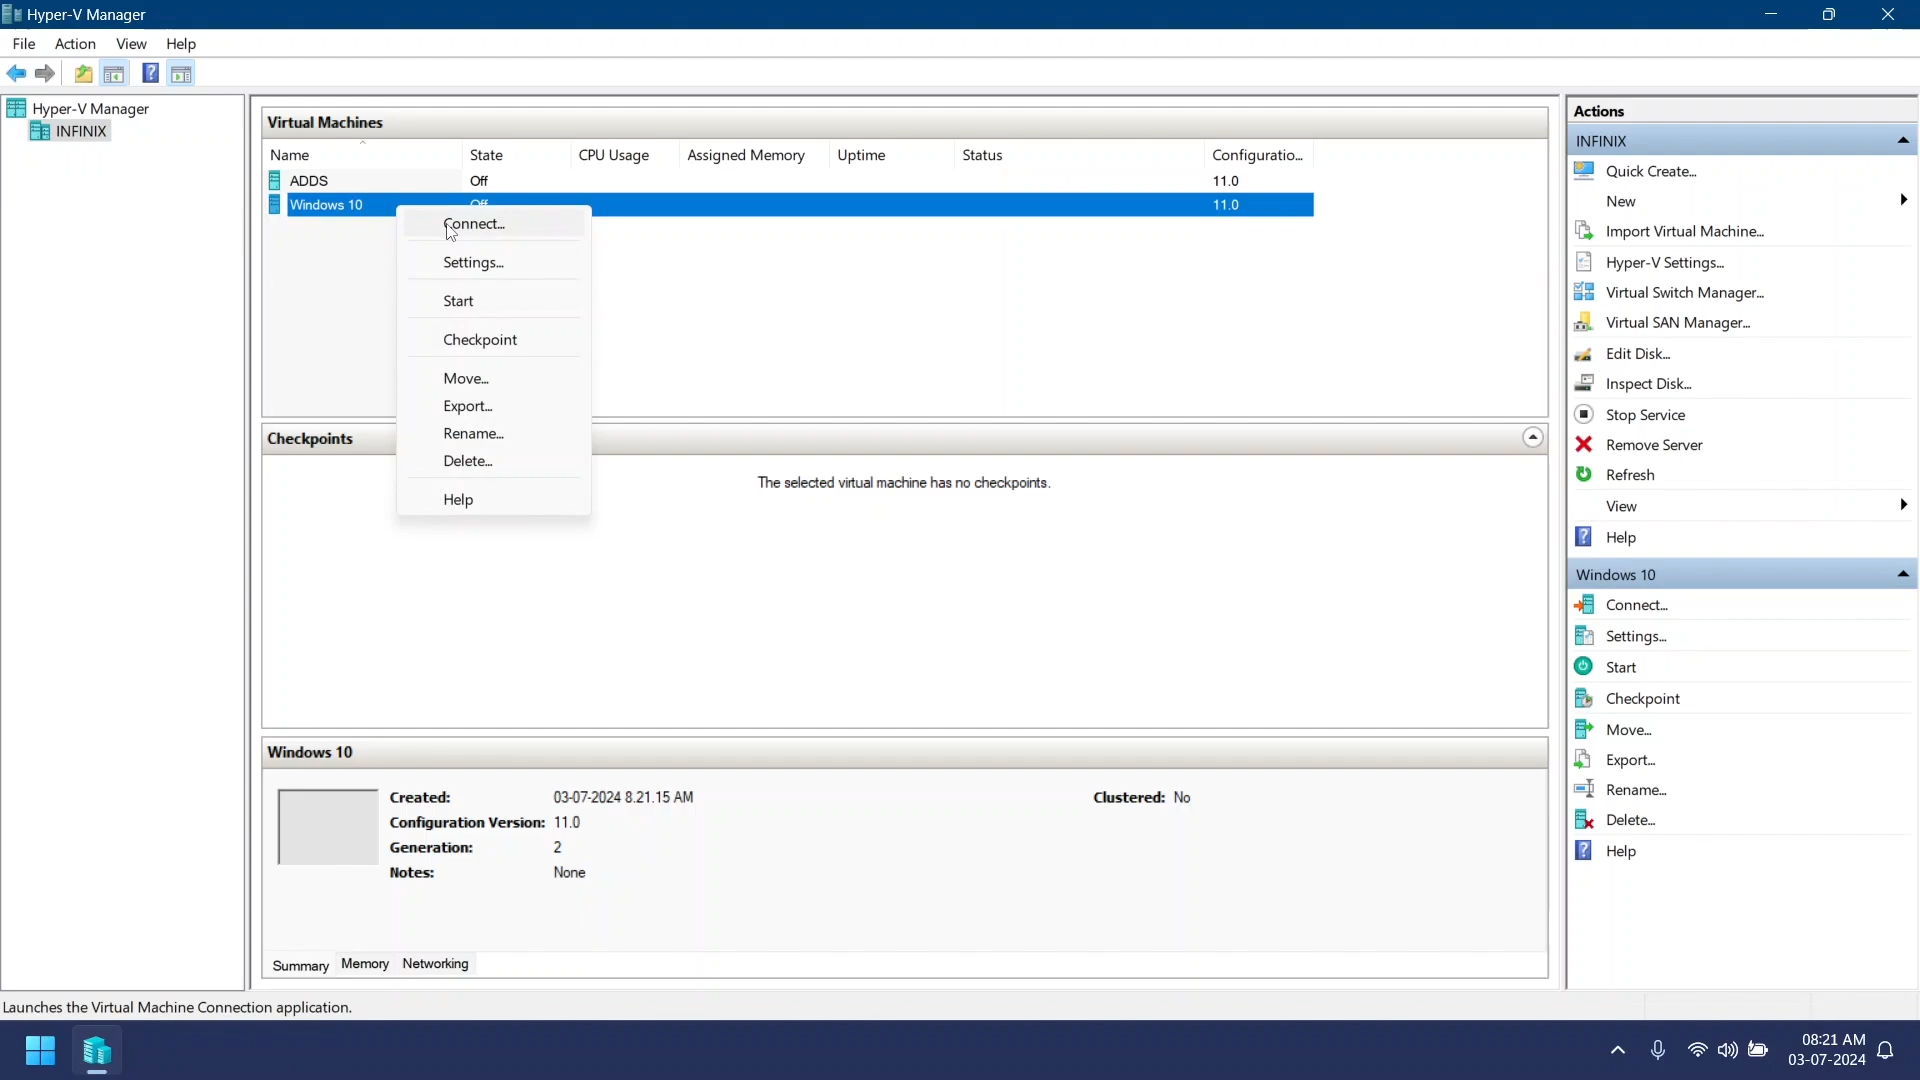 Hyper-V Manager
File Action View Help
Hyper-V Manager
INFINIX
Virtual Machines
Name State CPU Usage Assigned Memory Uptime Status Configuratio...
ADDS Off 11.0
Windows 10 Off 11.0
Connect...
Settings...
Start
Checkpoint
Move...
Export...
Rename...
Delete...
Help
Checkpoints
The selected virtual machine has no checkpoints.
Windows 10
Created: 03-07-2024 8.21.15 AM Clustered: No
Configuration Version: 11.0
Generation: 2
Notes: None
Summary Memory Networking
Actions
INFINIX
Quick Create...
New
Import Virtual Machine...
Hyper-V Settings...
Virtual Switch Manager...
Virtual SAN Manager...
Edit Disk...
Inspect Disk...
Stop Service
Remove Server
Refresh
View
Help
Windows 10
Connect...
Settings...
Start
Checkpoint
Move...
Export...
Rename...
Delete...
Help
Launches the Virtual Machine Connection application.
08:21 AM
03-07-2024